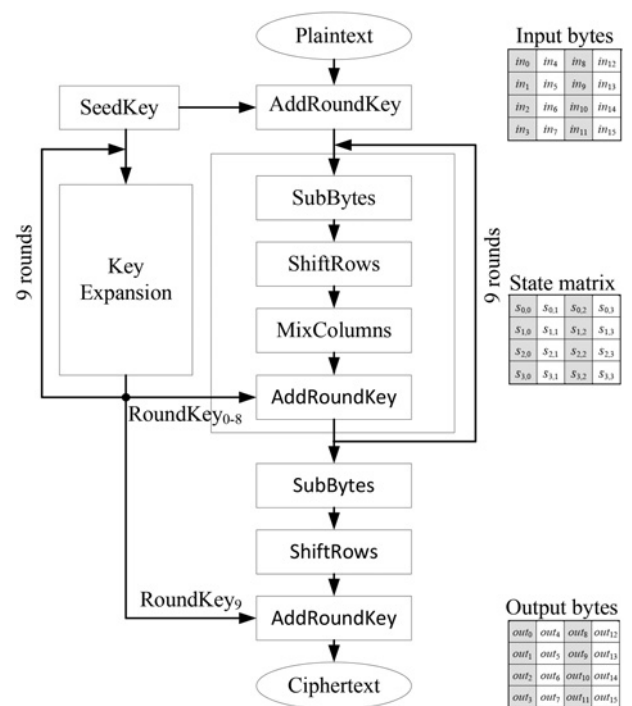 Plaintext
Input bytes
in0 in4 in8 in12
in1 in5 in9 in13
in2 in6 in10 in14
in3 in7 in11 in15
SeedKey
AddRoundKey
9 rounds
Key
Expansion
SubBytes
ShiftRows
MixColumns
AddRoundKey
9 rounds
RoundKey0-8
State matrix
s0,0 s0,1 s0,2 s0,3
s1,0 s1,1 s1,2 s1,3
s2,0 s2,1 s2,2 s2,3
s3,0 s3,1 s3,2 s3,3
SubBytes
ShiftRows
RoundKey9
AddRoundKey
Ciphertext
Output bytes
out0 out4 out8 out12
out1 out5 out9 out13
out2 out6 out10 out14
out3 out7 out11 out15